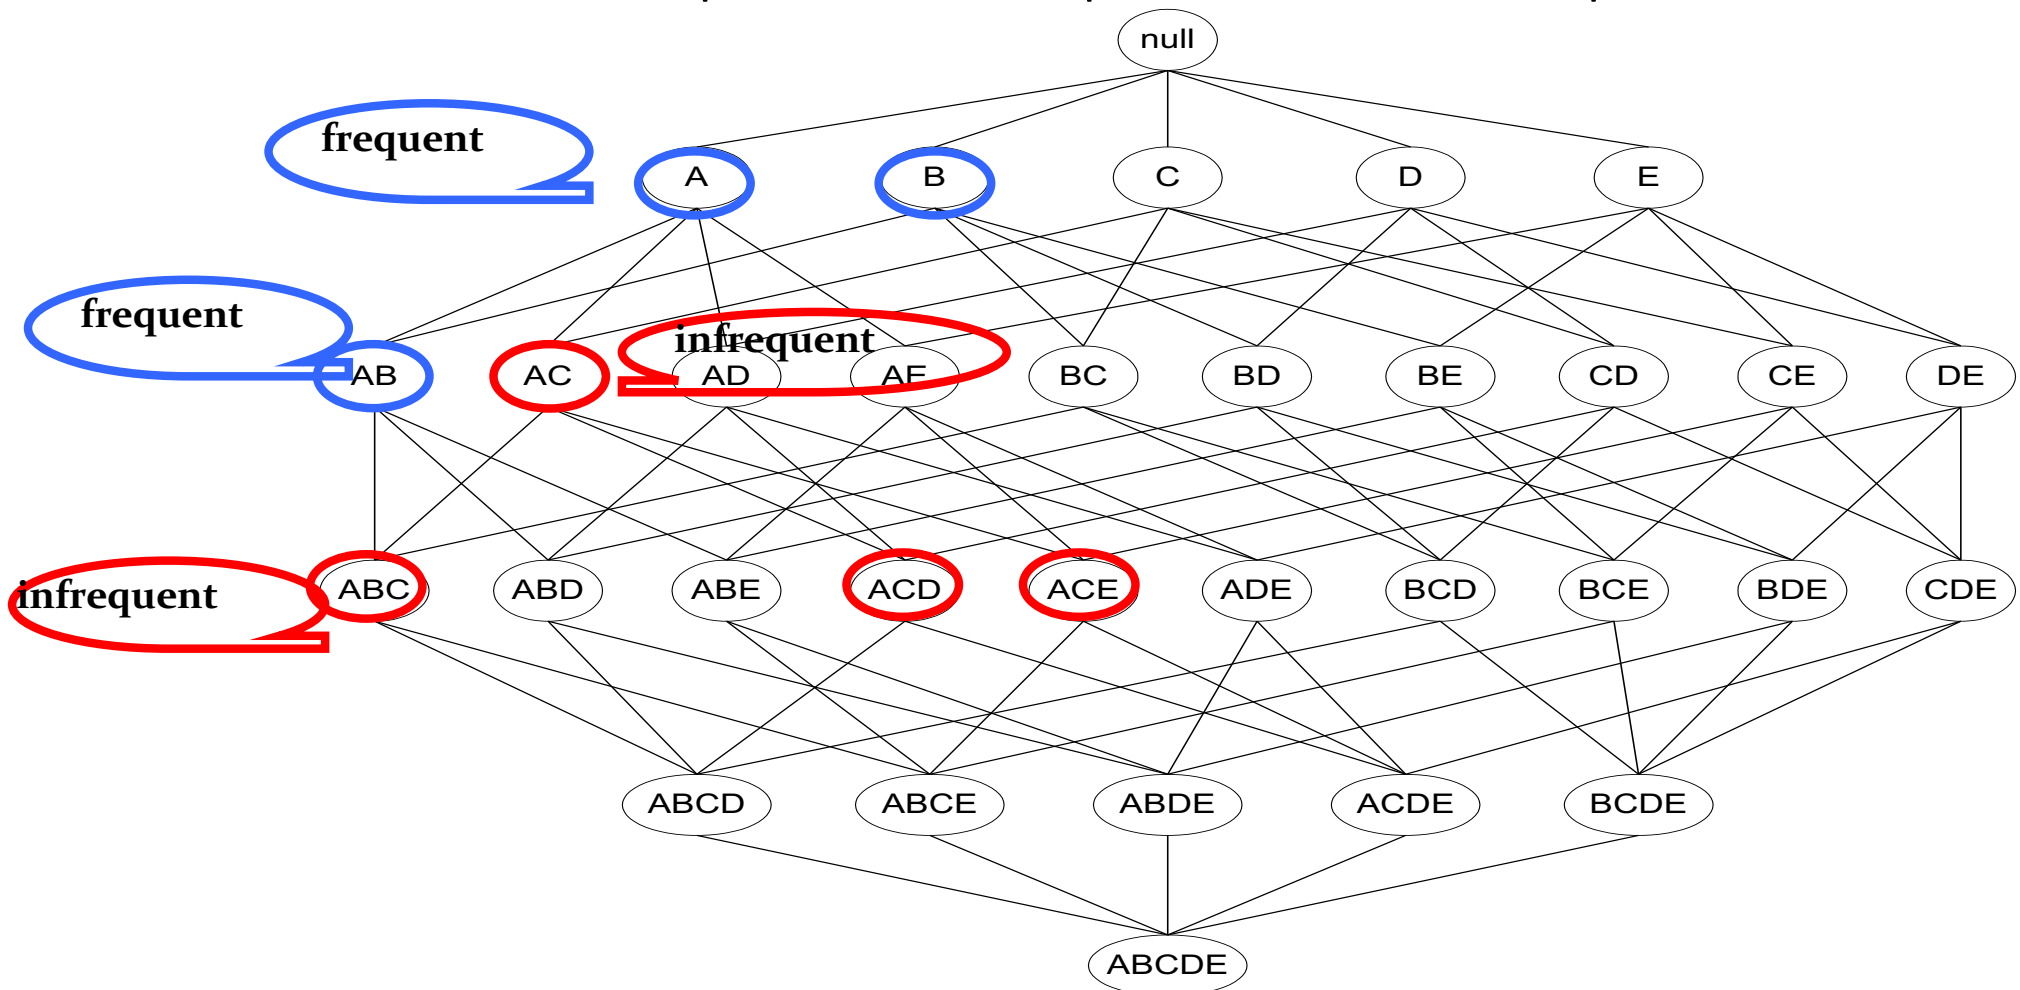 null
frequent
A B C D E
frequent
infrequent
AB AC AD AE BC BD BE CD CE DE
infrequent
ABC ABD ABE ACD ACE ADE BCD BCE BDE CDE
ABCD ABCE ABDE ACDE BCDE
ABCDE